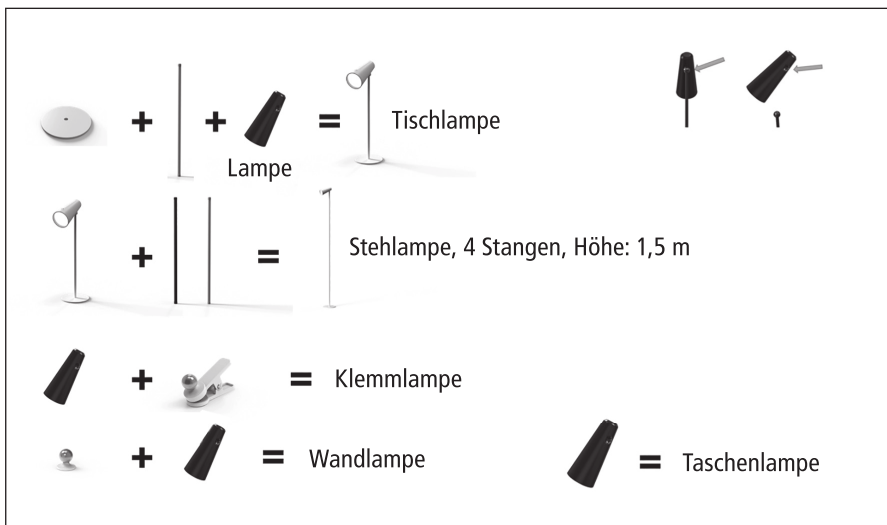 + + = Tischlampe
Lampe
+ = Stehlampe, 4 Stangen, Höhe: 1,5 m
+ = Klemmlampe
+ = Wandlampe
= Taschenlampe